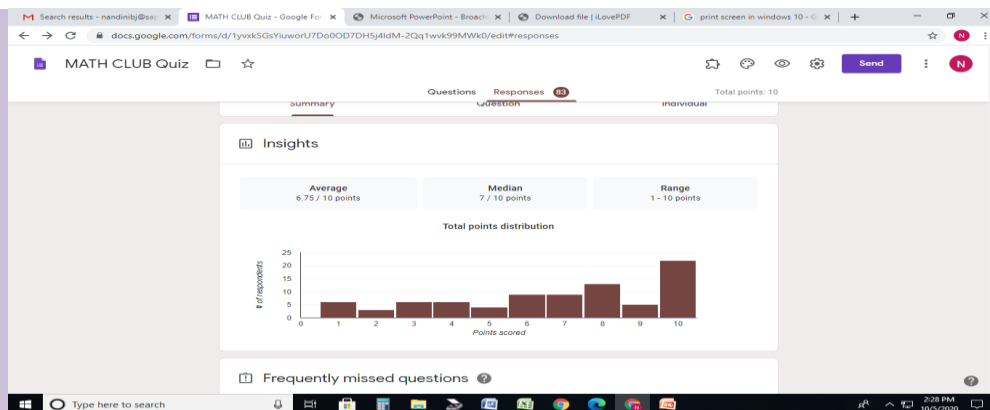 Search results - nandinibj@sap
MATH CLUB Quiz - Google For
Microsoft PowerPoint - Broach
Download file | iLovePDF
print screen in windows 10 - G
docs.google.com/forms/d/1yvxkSGsYiuworU7Do0OD7DH5j4ldM-2Qq1wvk99MWk0/edit#responses
N
MATH CLUB Quiz
Send
N
Questions Responses 83
Total points: 10
Summary Question Individual
Insights
Average Median Range
6.75 / 10 points 7 / 10 points 1 - 10 points
Total points distribution
# of respondents
25
20
15
10
5
0
0 1 2 3 4 5 6 7 8 9 10
Points scored
Frequently missed questions
Type here to search
2:28 PM
10/5/2020